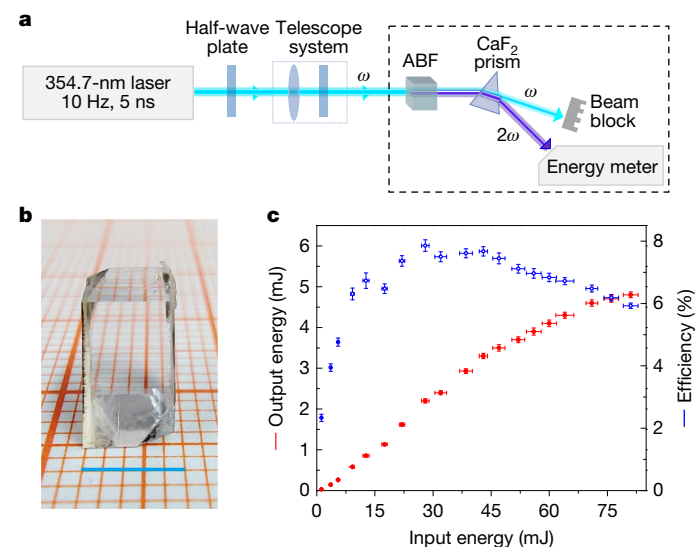 a
Half-wave
plate
Telescope
system
354.7-nm laser
10 Hz, 5 ns
ω
ABF
CaF₂
prism
ω
2ω
Beam
block
Energy meter
b
c
Output energy (mJ)
6
5
4
3
2
1
0
0 15 30 45 60 75
Input energy (mJ)
8
6
4
2
0
Efficiency (%)